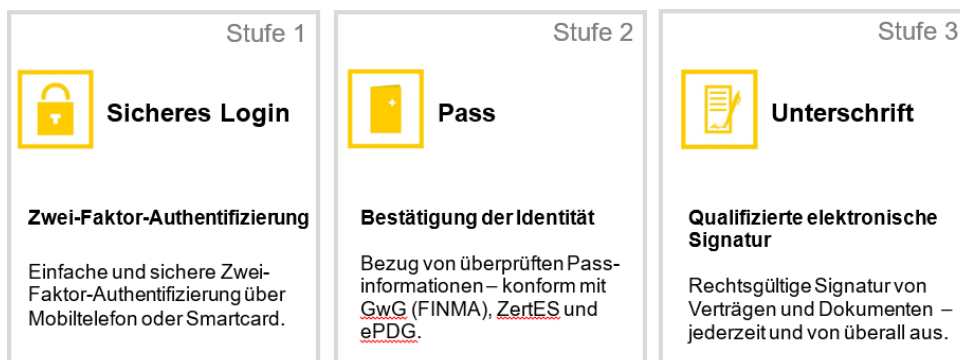 Stufe 1
Sicheres Login
Zwei-Faktor-Authentifizierung
Einfache und sichere Zwei-
Faktor-Authentifizierung über
Mobiltelefon oder Smartcard.
Stufe 2
Pass
Bestätigung der Identität
Bezug von überprüften Pass-
informationen – konform mit
GwG (FINMA), ZertES und
ePDG.
Stufe 3
Unterschrift
Qualifizierte elektronische
Signatur
Rechtsgültige Signatur von
Verträgen und Dokumenten –
jederzeit und von überall aus.